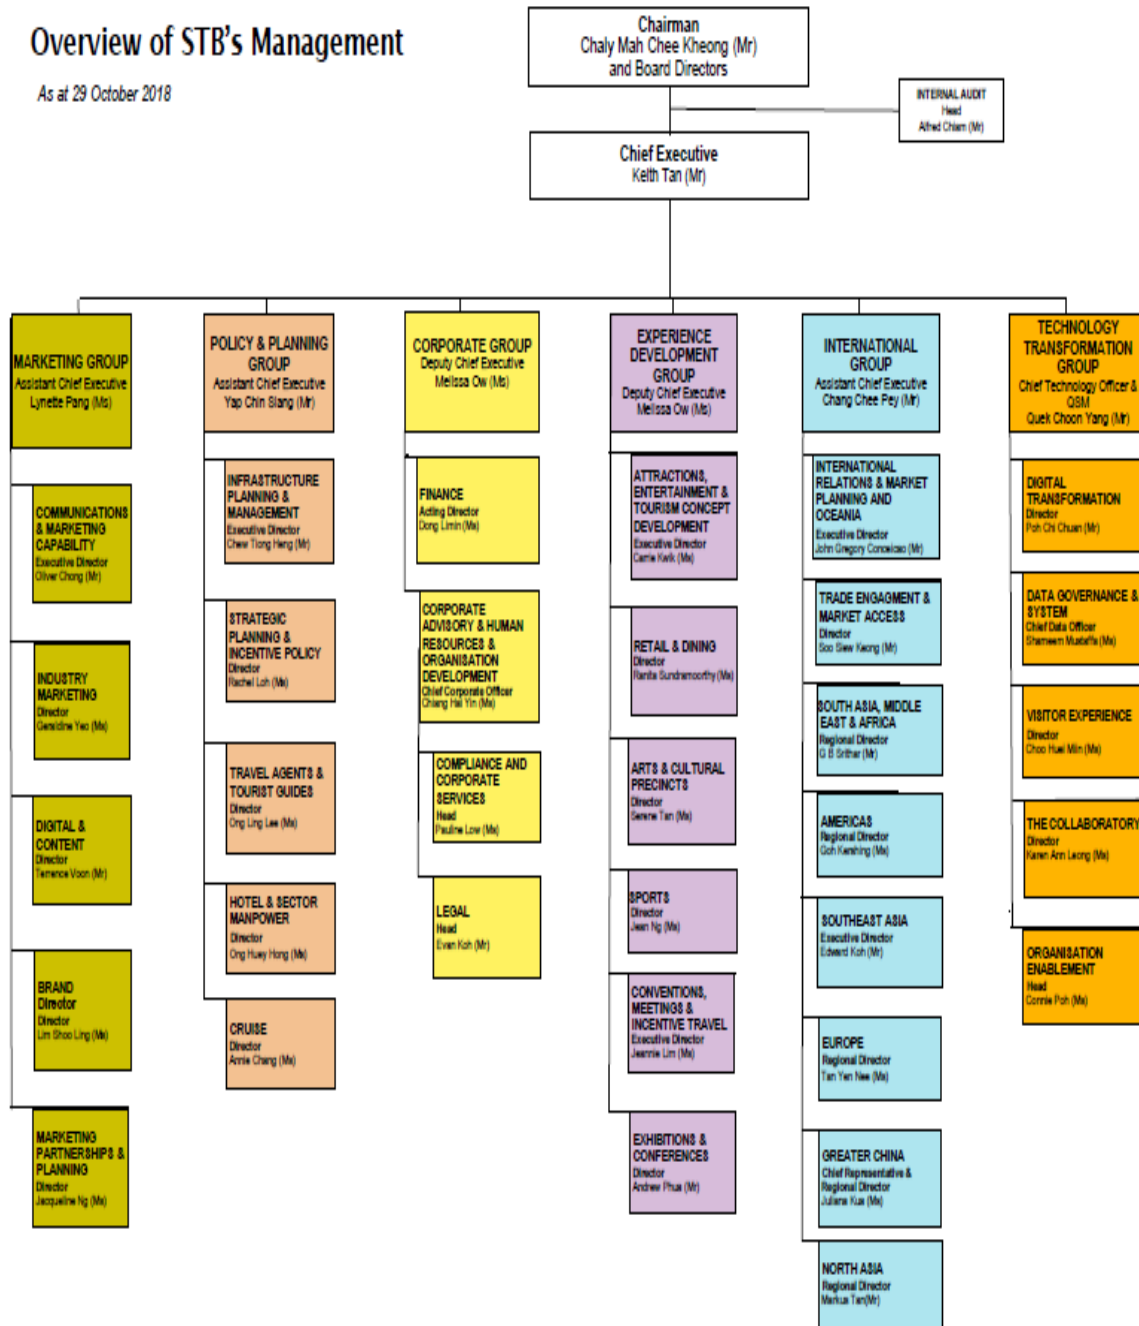 Overview of STB's Management
As at 29 October 2018
Chairman
Chaly Mah Chee Kheong (Mr)
and Board Directors
INTERNAL AUDIT
Head
Alfred Chiam (Mr)
Chief Executive
Keith Tan (Mr)
MARKETING GROUP
Assistant Chief Executive
Lynette Pang (Ms)
COMMUNICATIONS
& MARKETING
CAPABILITY
Executive Director
Oliver Chong (Mr)
INDUSTRY
MARKETING
Director
Geraldine Yeo (Ms)
DIGITAL &
CONTENT
Director
Terrence Voon (Mr)
BRAND
Director
Director
Lim Shoo Ling (Ms)
MARKETING
PARTNERSHIPS &
PLANNING
Director
Jacqueline Ng (Ms)
POLICY & PLANNING
GROUP
Assistant Chief Executive
Yap Chin Siang (Mr)
INFRASTRUCTURE
PLANNING &
MANAGEMENT
Executive Director
Chew Tiong Heng (Mr)
STRATEGIC
PLANNING &
INCENTIVE POLICY
Director
Rachel Loh (Ms)
TRAVEL AGENTS &
TOURIST GUIDES
Director
Ong Ling Lee (Ms)
HOTEL & SECTOR
MANPOWER
Director
Ong Huey Hong (Ms)
CRUISE
Director
Annie Chang (Ms)
CORPORATE GROUP
Deputy Chief Executive
Melissa Ow (Ms)
FINANCE
Acting Director
Dong Limin (Ms)
CORPORATE
ADVISORY & HUMAN
RESOURCES &
ORGANISATION
DEVELOPMENT
Chief Corporate Officer
Chiang Hai Yin (Ms)
COMPLIANCE AND
CORPORATE
SERVICES
Head
Pauline Low (Ms)
LEGAL
Head
Evan Koh (Mr)
EXPERIENCE
DEVELOPMENT
GROUP
Deputy Chief Executive
Melissa Ow (Ms)
ATTRACTIONS,
ENTERTAINMENT &
TOURISM CONCEPT
DEVELOPMENT
Executive Director
Carrie Kwik (Ms)
RETAIL & DINING
Director
Ranita Sundramoorthy (Ms)
ARTS & CULTURAL
PRECINCTS
Director
Serene Tan (Ms)
SPORTS
Director
Jean Ng (Ms)
CONVENTIONS,
MEETINGS &
INCENTIVE TRAVEL
Executive Director
Jeannie Lim (Ms)
EXHIBITIONS &
CONFERENCES
Director
Andrew Phua (Mr)
INTERNATIONAL
GROUP
Assistant Chief Executive
Chang Chee Pey (Mr)
INTERNATIONAL
RELATIONS & MARKET
PLANNING AND
OCEANIA
Executive Director
John Gregory Conceicao (Mr)
TRADE ENGAGMENT &
MARKET ACCESS
Director
Soo Siew Keong (Mr)
SOUTH ASIA, MIDDLE
EAST & AFRICA
Regional Director
G B Srithar (Mr)
AMERICAS
Regional Director
Goh Kershing (Ms)
SOUTHEAST ASIA
Executive Director
Edward Koh (Mr)
EUROPE
Regional Director
Tan Yen Nee (Ms)
GREATER CHINA
Chief Representative &
Regional Director
Juliana Kua (Ms)
NORTH ASIA
Regional Director
Markus Tan(Mr)
TECHNOLOGY
TRANSFORMATION
GROUP
Chief Technology Officer &
QSM
Quek Choon Yang (Mr)
DIGITAL
TRANSFORMATION
Director
Poh Chi Chuan (Mr)
DATA GOVERNANCE &
SYSTEM
Chief Data Officer
Shameem Mustaffa (Ms)
VISITOR EXPERIENCE
Director
Choo Huei Miin (Ms)
THE COLLABORATORY
Director
Karen Ann Leong (Ms)
ORGANISATION
ENABLEMENT
Head
Connie Poh (Ms)